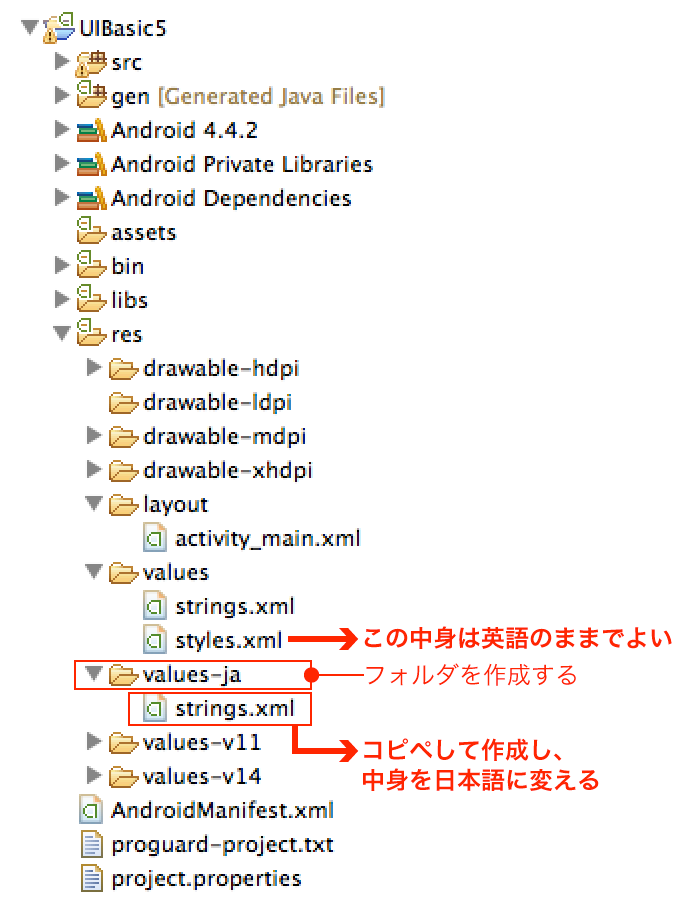 UIBasic5
src
gen [Generated Java Files]
Android 4.4.2
Android Private Libraries
Android Dependencies
assets
bin
libs
res
drawable-hdpi
drawable-ldpi
drawable-mdpi
drawable-xhdpi
layout
activity_main.xml
values
strings.xml
styles.xml この中身は英語のままでよい
values-ja フォルダを作成する
strings.xml
values-v11 コピペして作成し、
values-v14 中身を日本語に変える
AndroidManifest.xml
proguard-project.txt
project.properties